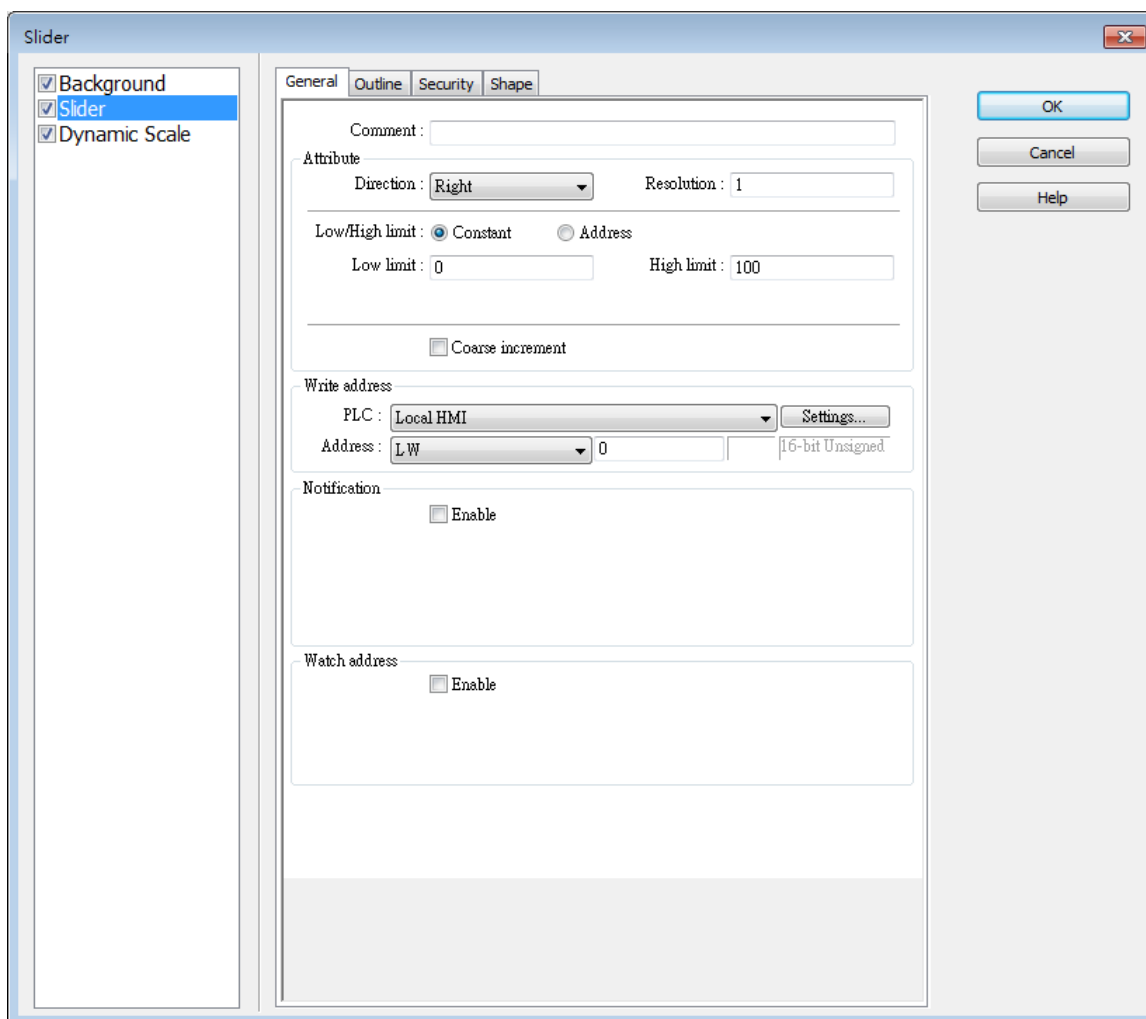 Slider
Background
Slider
Dynamic Scale
General Outline Security Shape
OK
Cancel
Help
Comment :
Attribute
Direction : Right Resolution : 1
Low/High limit : Constant Address
Low limit : 0 High limit : 100
Coarse increment
Write address
PLC : Local HMI Settings...
Address : LW 0 16-bit Unsigned
Notification
Enable
Watch address
Enable